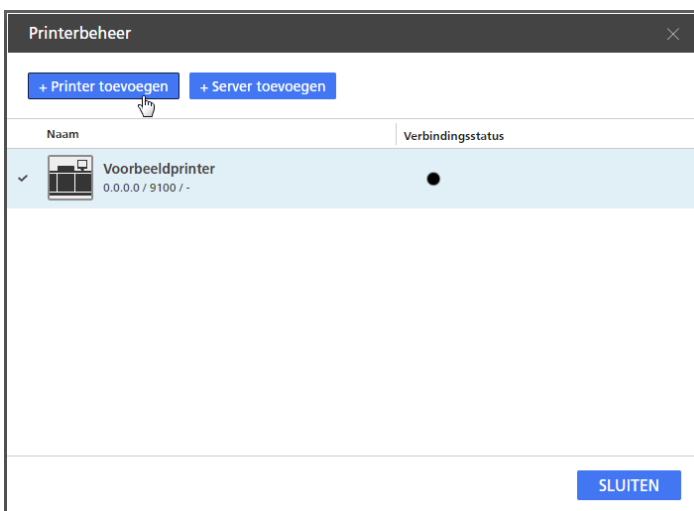 Printerbeheer
+ Printer toevoegen
+ Server toevoegen
Naam
Verbindingsstatus
Voorbeeldprinter
0.0.0.0 / 9100 / -
SLUITEN